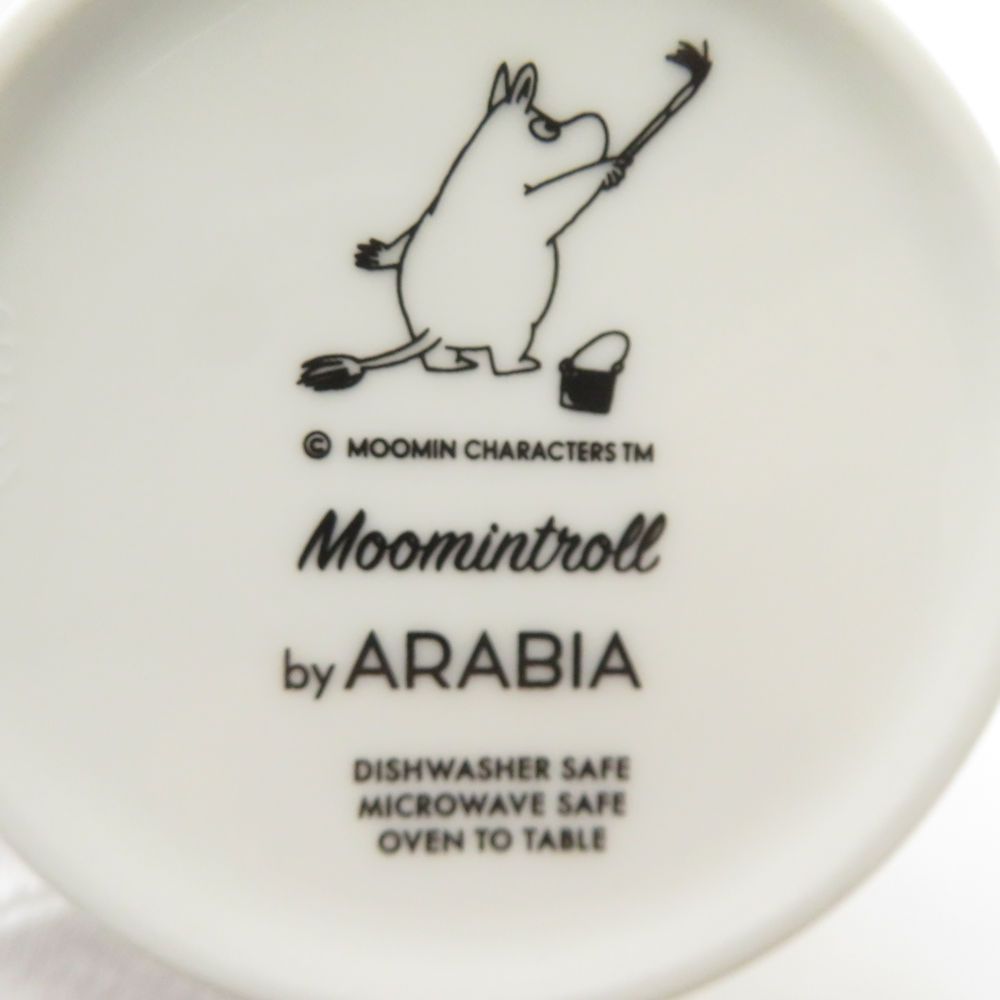 © MOOMIN CHARACTERS TM
Moomintroll
by ARABIA
DISHWASHER SAFE
MICROWAVE SAFE
OVEN TO TABLE